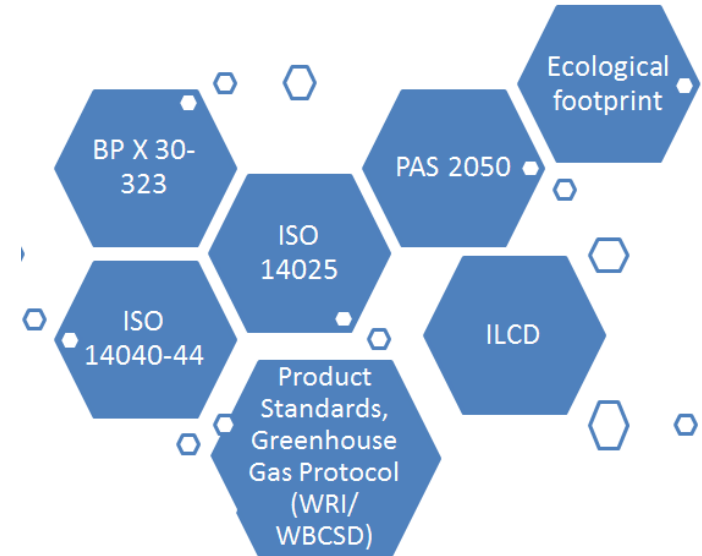 Ecological
footprint
BP X 30-
323
PAS 2050
ISO
14025
ISO
14040-44
ILCD
Product
Standards,
Greenhouse
Gas Protocol
(WRI/
WBCSD)